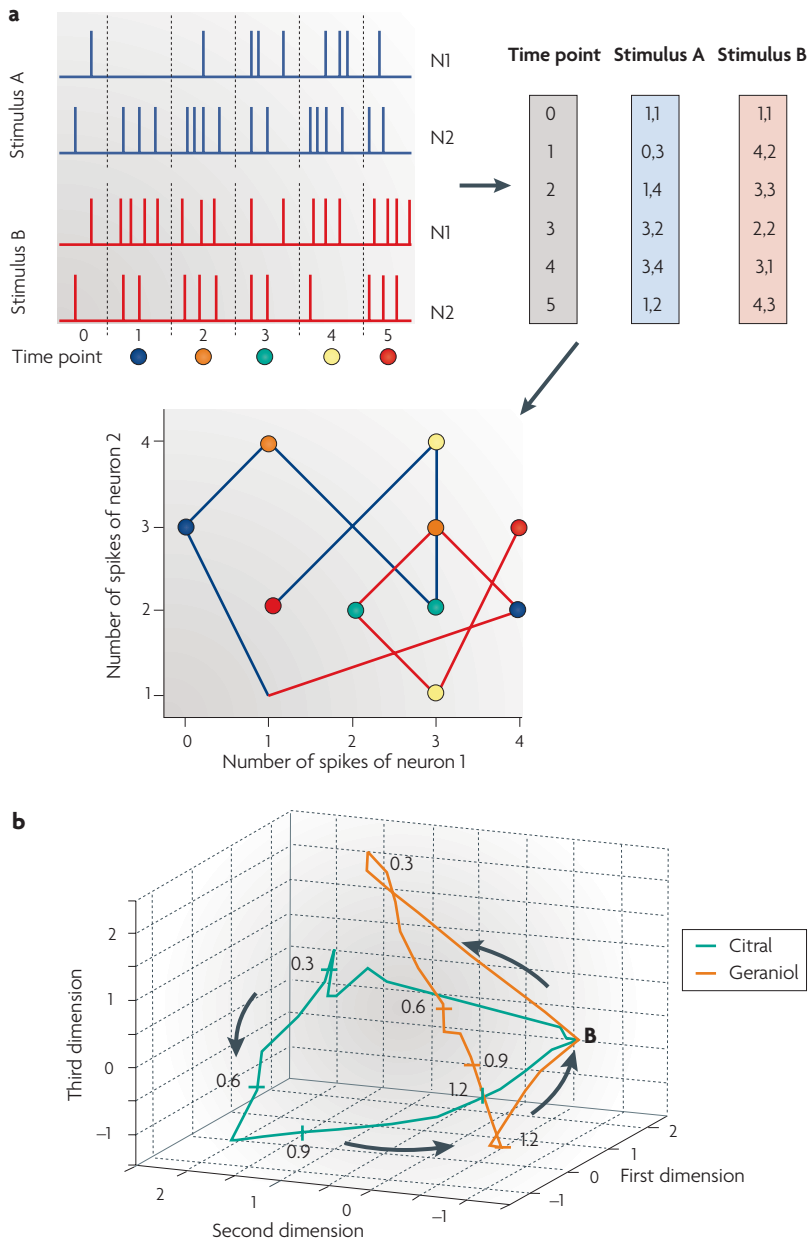 a
Stimulus A
N1
N2
Stimulus B
N1
N2
0 1 2 3 4 5
Time point
Time point Stimulus A Stimulus B
0 1,1 1,1
1 0,3 4,2
2 1,4 3,3
3 3,2 2,2
4 3,4 3,1
5 1,2 4,3
Number of spikes of neuron 2
4
3
2
1
0 1 2 3 4
Number of spikes of neuron 1
b
Third dimension
2
1
0
−1
0.3
0.3
0.6
0.6
0.9
0.9
1.2
1.2
B
Citral
Geraniol
2 1 0 −1
Second dimension
−1 0 1 2
First dimension